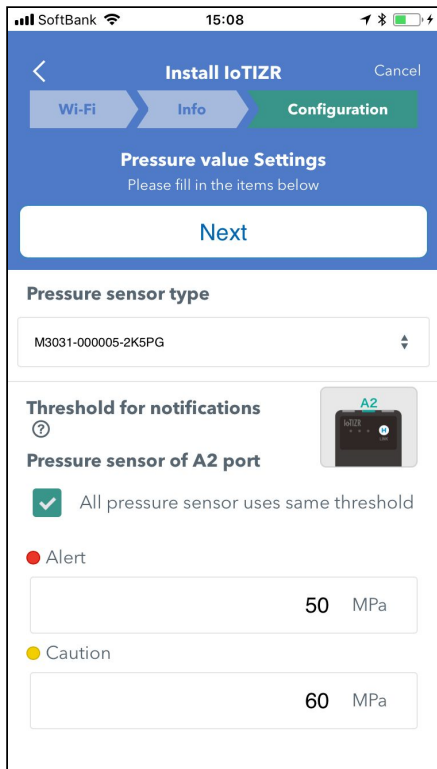 SoftBank 15:08
Install IoTIZR Cancel
Wi-Fi Info Configuration
Pressure value Settings
Please fill in the items below
Next
Pressure sensor type
M3031-000005-2K5PG
Threshold for notifications
?
A2
IoTIZR
H
Pressure sensor of A2 port
All pressure sensor uses same threshold
Alert
50 MPa
Caution
60 MPa